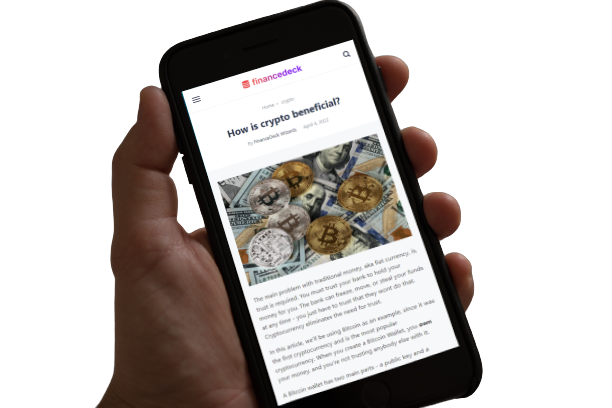 financedeck
Home > Crypto
How is crypto beneficial?
By FinanceDeck Wizards April 4, 2022
The main problem with traditional money, aka fiat currency, is
trust is required. You must trust your bank to hold your
money for you. The bank can freeze, move, or steal your funds
at any time - you just have to trust that they wont do that.
Cryptocurrency eliminates the need for trust.
In this article, we'll be using Bitcoin as an example, since it was
the first cryptocurrency and is the most popular
cryptocurrency. When you create a Bitcoin Wallet, you own
your money, and you're not trusting anybody else with it.
A Bitcoin wallet has two main parts - a public key and a